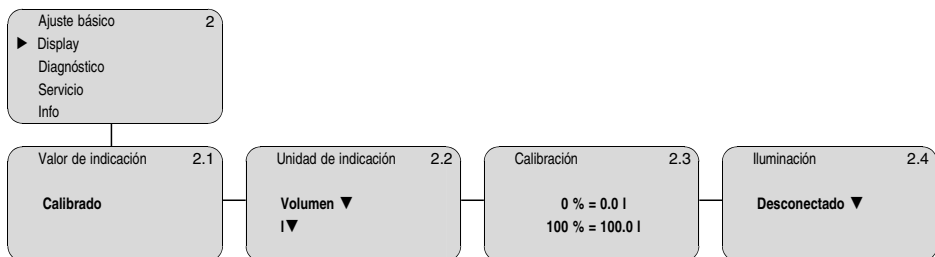 Ajuste básico 2
▶ Display
Diagnóstico
Servicio
Info
Valor de indicación 2.1
Calibrado
Unidad de indicación 2.2
Volumen ▼
l ▼
Calibración 2.3
0 % = 0.0 l
100 % = 100.0 l
Iluminación 2.4
Desconectado ▼